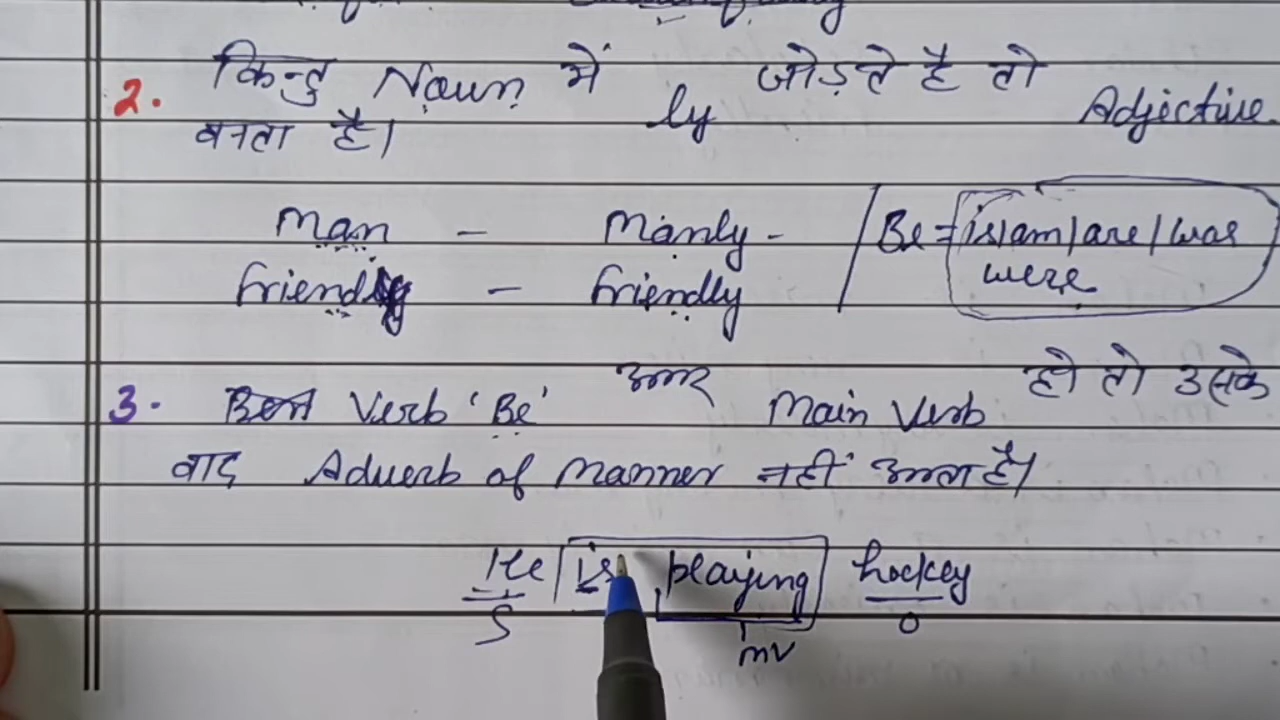 2. किन्तु Noun में ly जोड़ते है तो Adjective
बनता है।
Man - Manly - Be = is/am/are/was
were
friend - friendly
3. Verb 'Be' अगर Main Verb हो तो उसके
बाद Adverb of Manner नहीं आता है।
He is playing hockey
S mv O